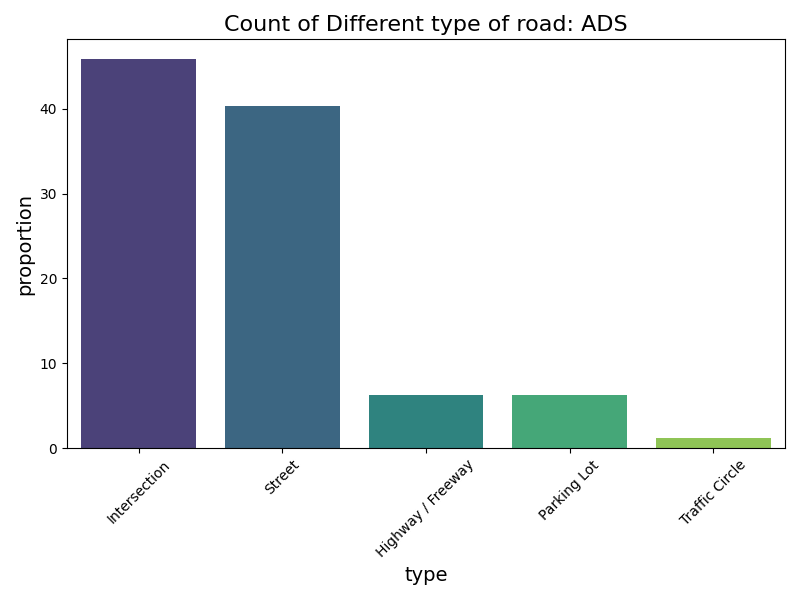 Count of Different type of road: ADS
proportion
40
30
20
10
0
Intersection
Street
Highway / Freeway
Parking Lot
Traffic Circle
type